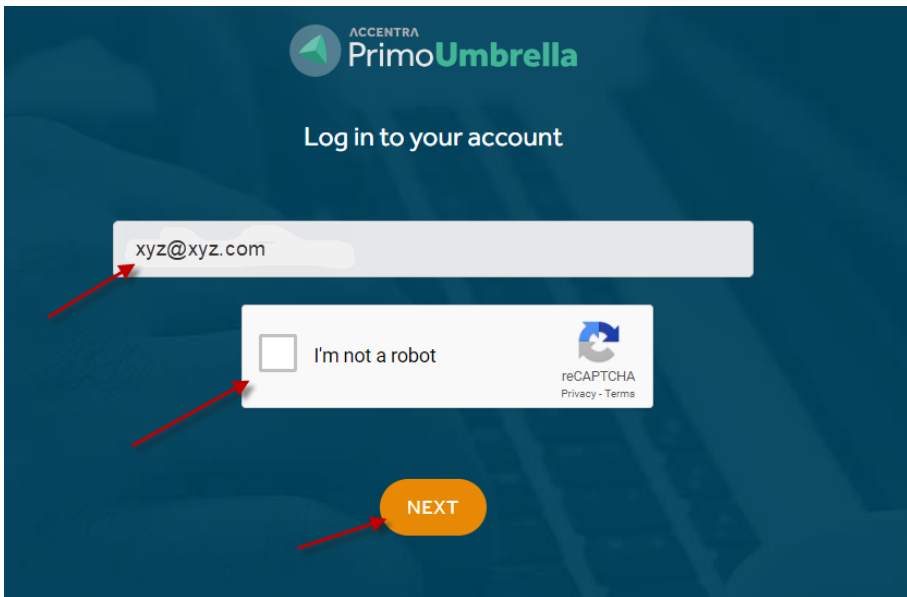 ACCENTRA
PrimoUmbrella
Log in to your account
xyz@xyz.com
I'm not a robot
reCAPTCHA
Privacy - Terms
NEXT